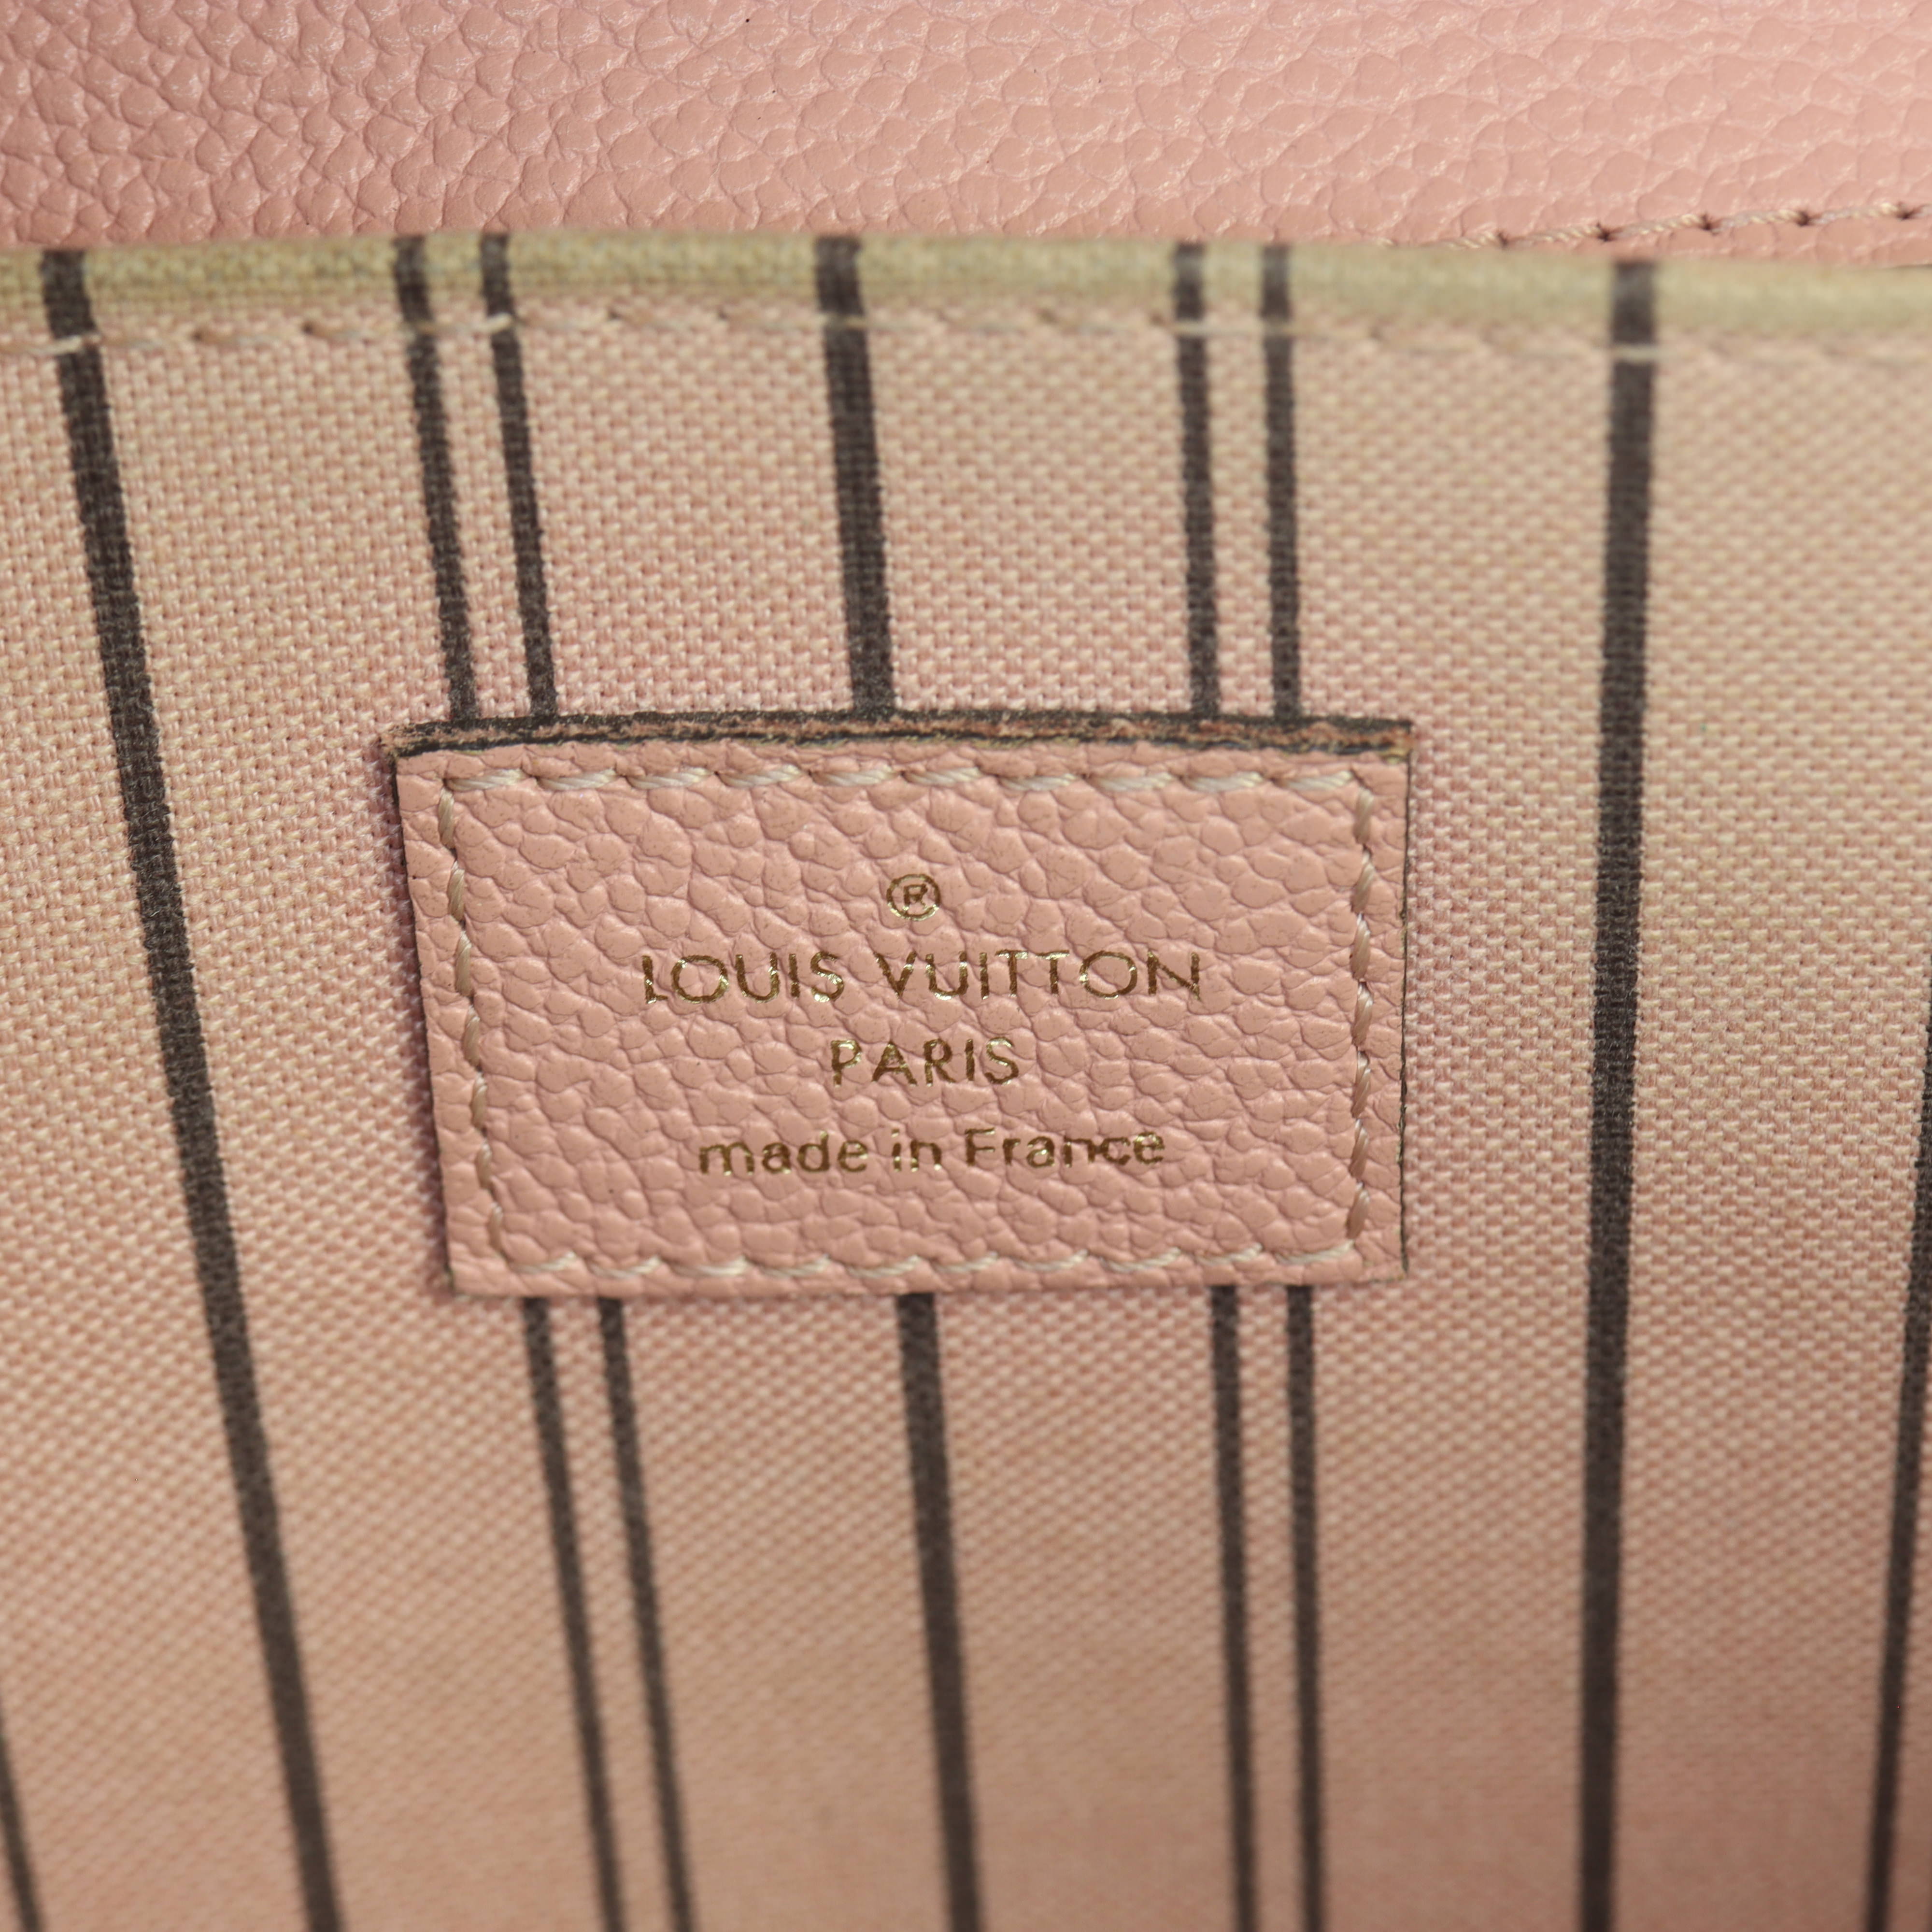 ®
LOUIS VUITTON
PARIS
made in France